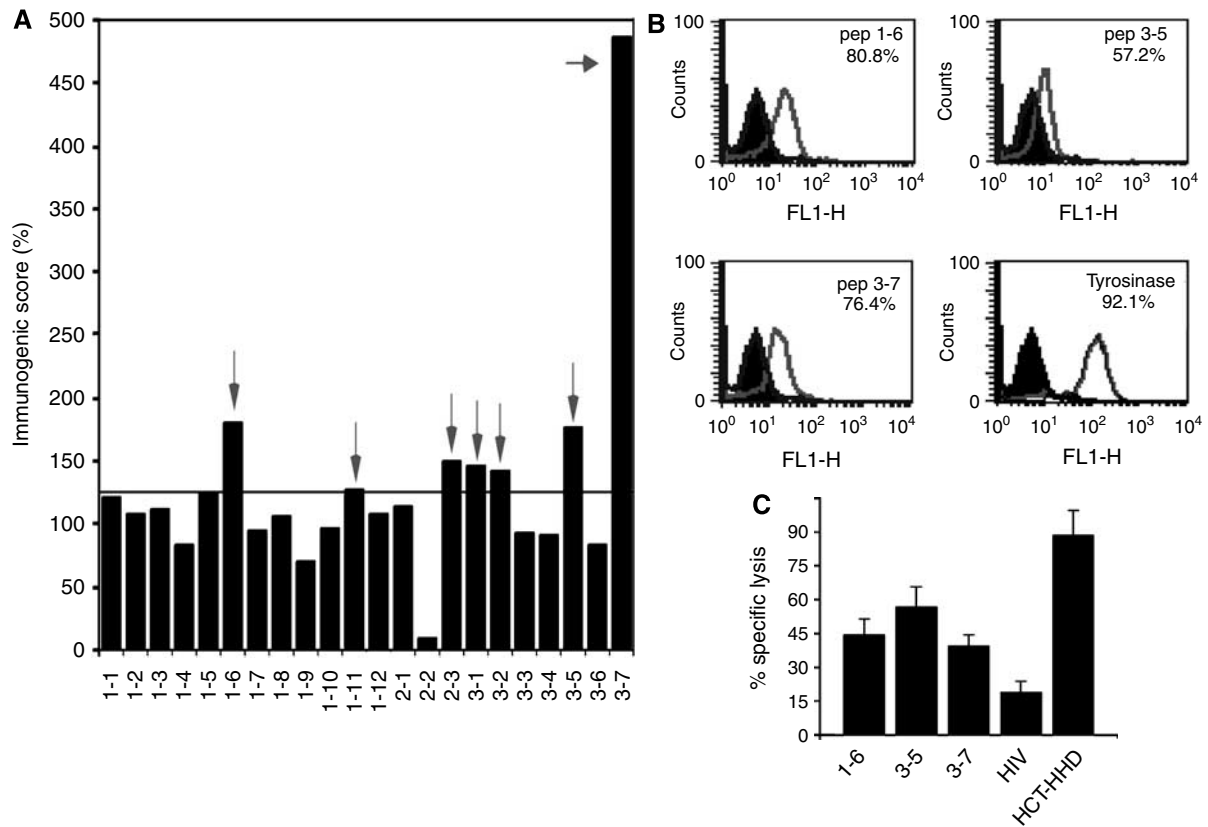 A
500
450
400
350
300
250
200
150
100
50
0
Immunogenic score (%)
1-1
1-2
1-3
1-4
1-5
1-6
1-7
1-8
1-9
1-10
1-11
1-12
2-1
2-2
2-3
3-1
3-2
3-3
3-4
3-5
3-6
3-7
B
100
0
Counts
pep 1-6
80.8%
10^0 10^1 10^2 10^3 10^4
FL1-H
100
0
Counts
pep 3-5
57.2%
10^0 10^1 10^2 10^3 10^4
FL1-H
100
0
Counts
pep 3-7
76.4%
10^0 10^1 10^2 10^3 10^4
FL1-H
100
0
Counts
Tyrosinase
92.1%
10^0 10^1 10^2 10^3 10^4
FL1-H
C
90
75
60
45
30
15
0
% specific lysis
1-6
3-5
3-7
HIV
HCT-HHD